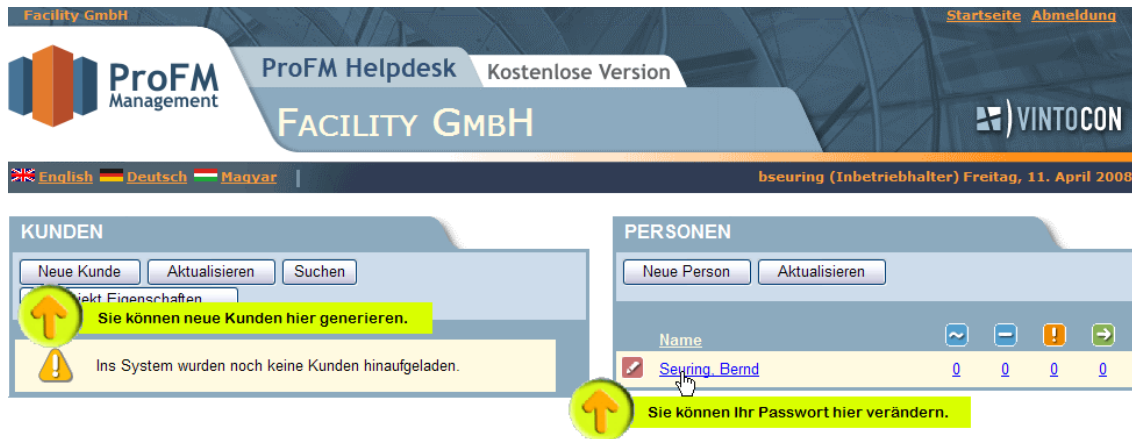 Facility GmbH
Startseite Abmeldung
ProFM
Management
ProFM Helpdesk
Kostenlose Version
FACILITY GMBH
VINTOCON
English Deutsch Magyar |
bseuring (Inbetriebhalter) Freitag, 11. April 2008
KUNDEN
Neue Kunde Aktualisieren Suchen
Eigenschaften
Sie können neue Kunden hier generieren.
Ins System wurden noch keine Kunden hinaufgeladen.
PERSONEN
Neue Person Aktualisieren
Name
Seuring, Bernd 0 0 0 0
Sie können Ihr Passwort hier verändern.